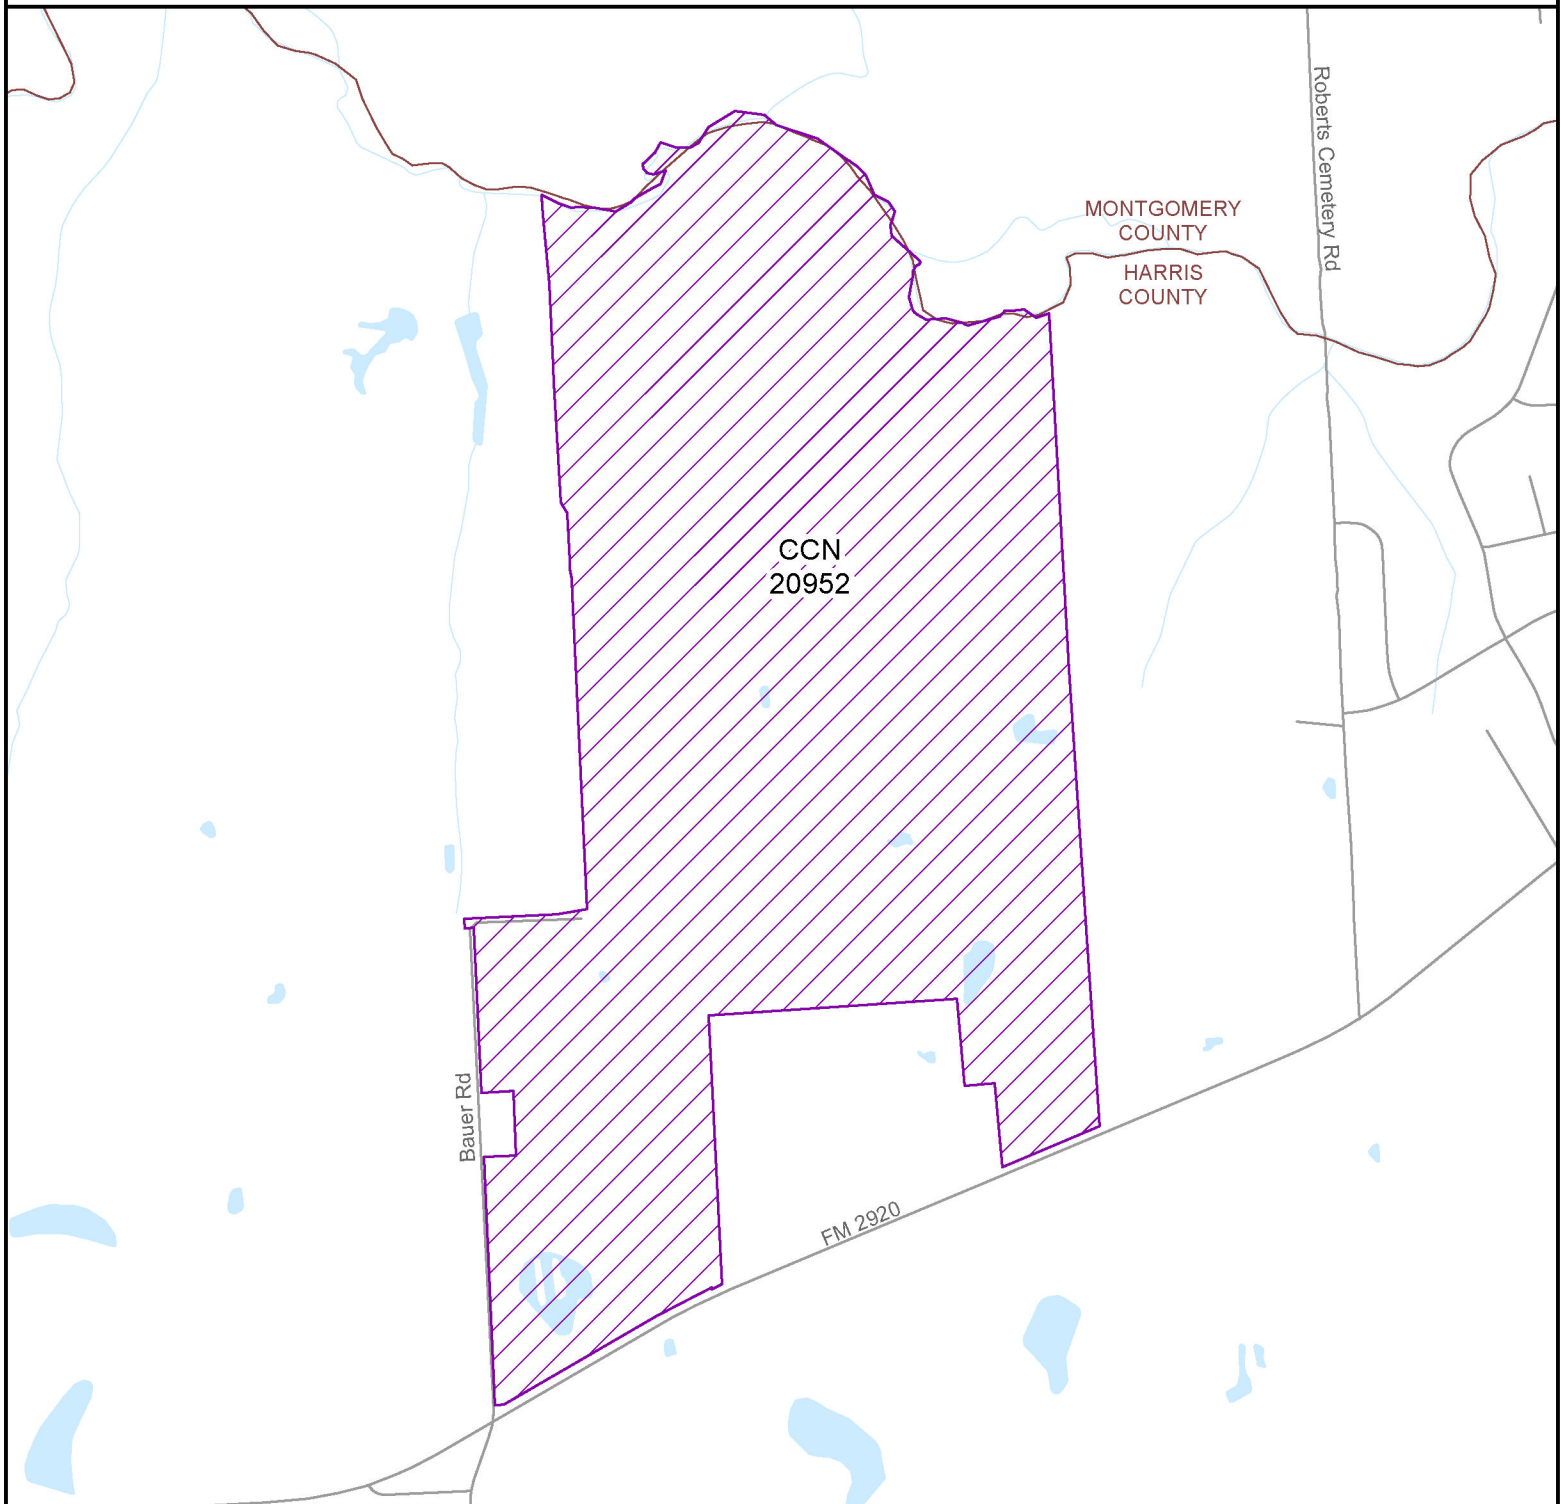 Roberts Cemetery Rd
MONTGOMERY
COUNTY
HARRIS
COUNTY
CCN
20952
Bauer Rd
FM 2920